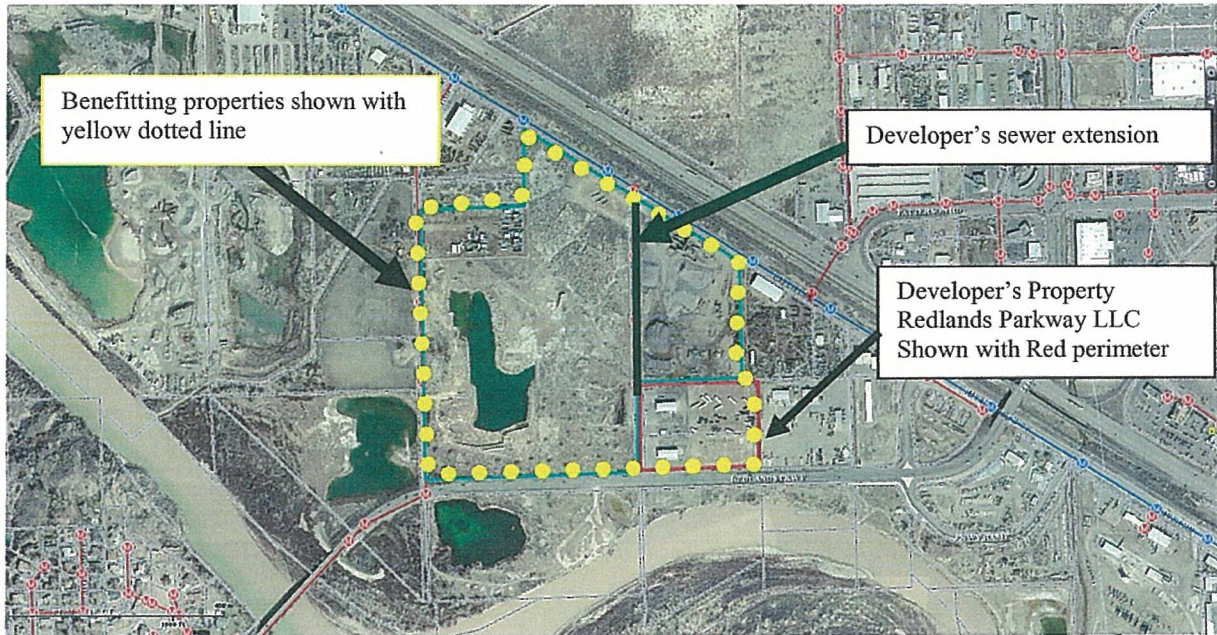 Benefitting properties shown with
yellow dotted line
Developer’s sewer extension
Developer’s Property
Redlands Parkway LLC
Shown with Red perimeter